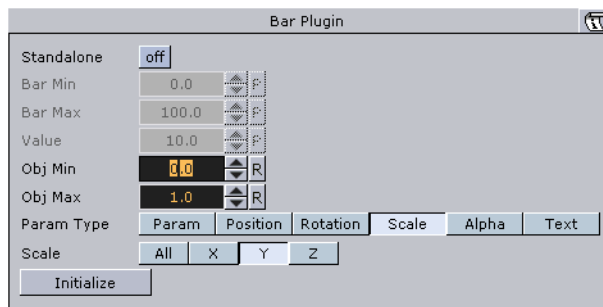 Bar Plugin
Standalone off
Bar Min 0.0
Bar Max 100.0
Value 10.0
Obj Min 0.0 R
Obj Max 1.0 R
Param Type Param Position Rotation Scale Alpha Text
Scale All X Y Z
Initialize